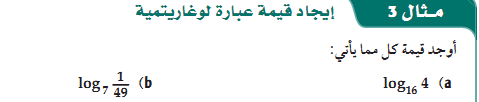 مثال 3 إيجاد قيمة عبارة لوغاريتمية
أوجد قيمة كل مما يأتي:
a) log₁₆ 4 b) log₇ 1/49